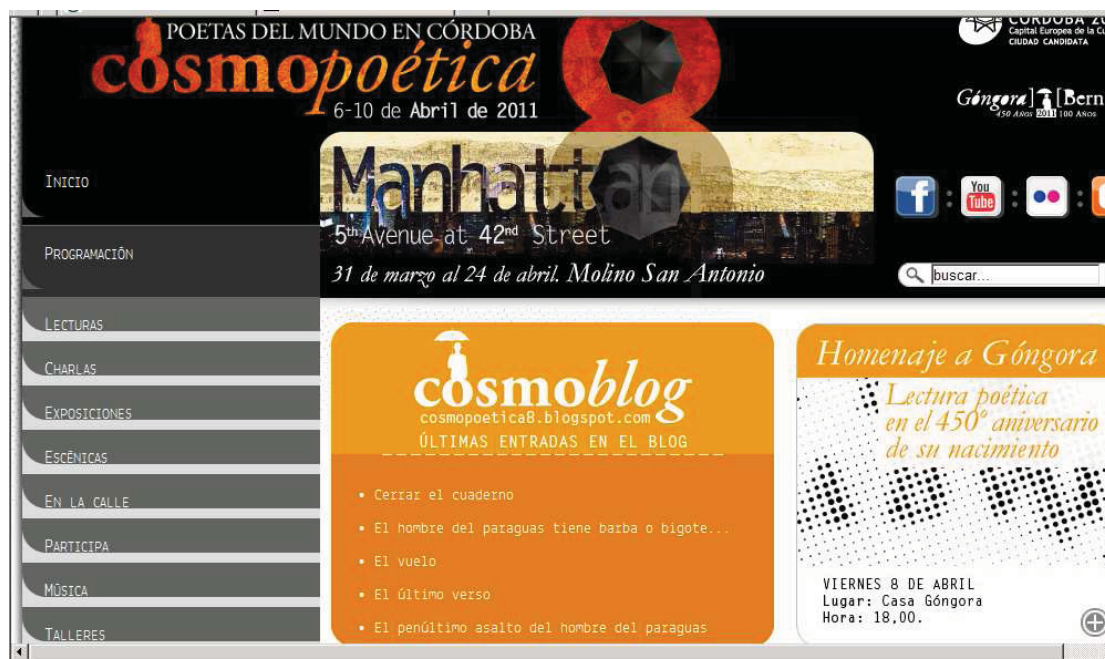 POETAS DEL MUNDO EN CÓRDOBA
cosmopoética
6-10 de Abril de 2011
CÓRDOBA
Capital Europea de la
CIUDAD CANDIDATA
Góngora] [Bern
450 AÑOS 2011 100 AÑOS
Manhattan
5th Avenue at 42nd Street
31 de marzo al 24 de abril. Molino San Antonio
You
Tube
buscar...
INICIO
PROGRAMACIÓN
LECTURAS
CHARLAS
EXPOSICIONES
ESCÉNICAS
EN LA CALLE
PARTICIPA
MÚSICA
TALLERES
cosmoblog
cosmopoetica8.blogspot.com
ÚLTIMAS ENTRADAS EN EL BLOG
• Cerrar el cuaderno
• El hombre del paraguas tiene barba o bigote...
• El vuelo
• El último verso
• El penúltimo asalto del hombre del paraguas
Homenaje a Góngora
Lectura poética
en el 450º aniversario
de su nacimiento
VIERNES 8 DE ABRIL
Lugar: Casa Góngora
Hora: 18,00.